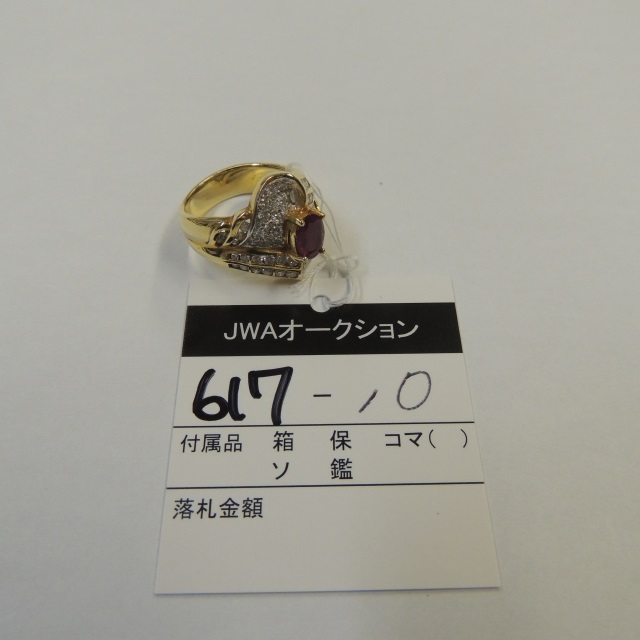 JWAオークション
617-10
付属品 箱 保 コマ( )
ソ 鑑
落札金額